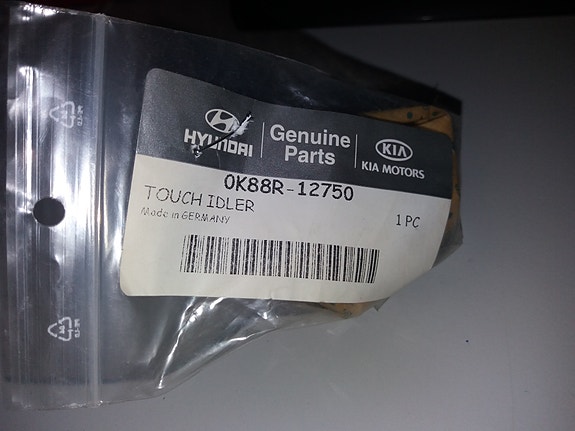 HYUNDAI
Genuine
Parts
KIA
KIA MOTORS
0K88R-12750
TOUCH IDLER
1 PC
Made in GERMANY